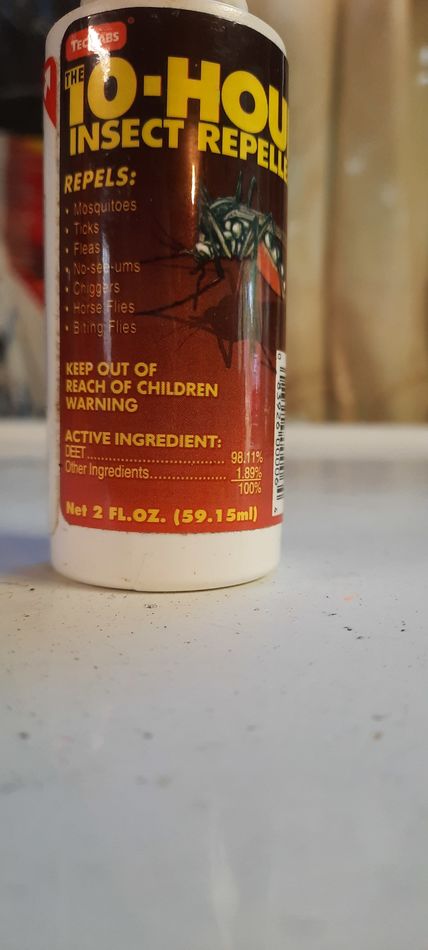 TECLABS
THE
10-HOU
INSECT REPELLE
REPELS:
• Mosquitoes
• Ticks
• Fleas
• No-see-ums
• Chiggers
• Horse Flies
• Biting Flies
KEEP OUT OF
REACH OF CHILDREN
WARNING
ACTIVE INGREDIENT:
DEET.............................. 98.11%
Other Ingredients................... 1.89%
100%
Net 2 FL.OZ. (59.15ml)